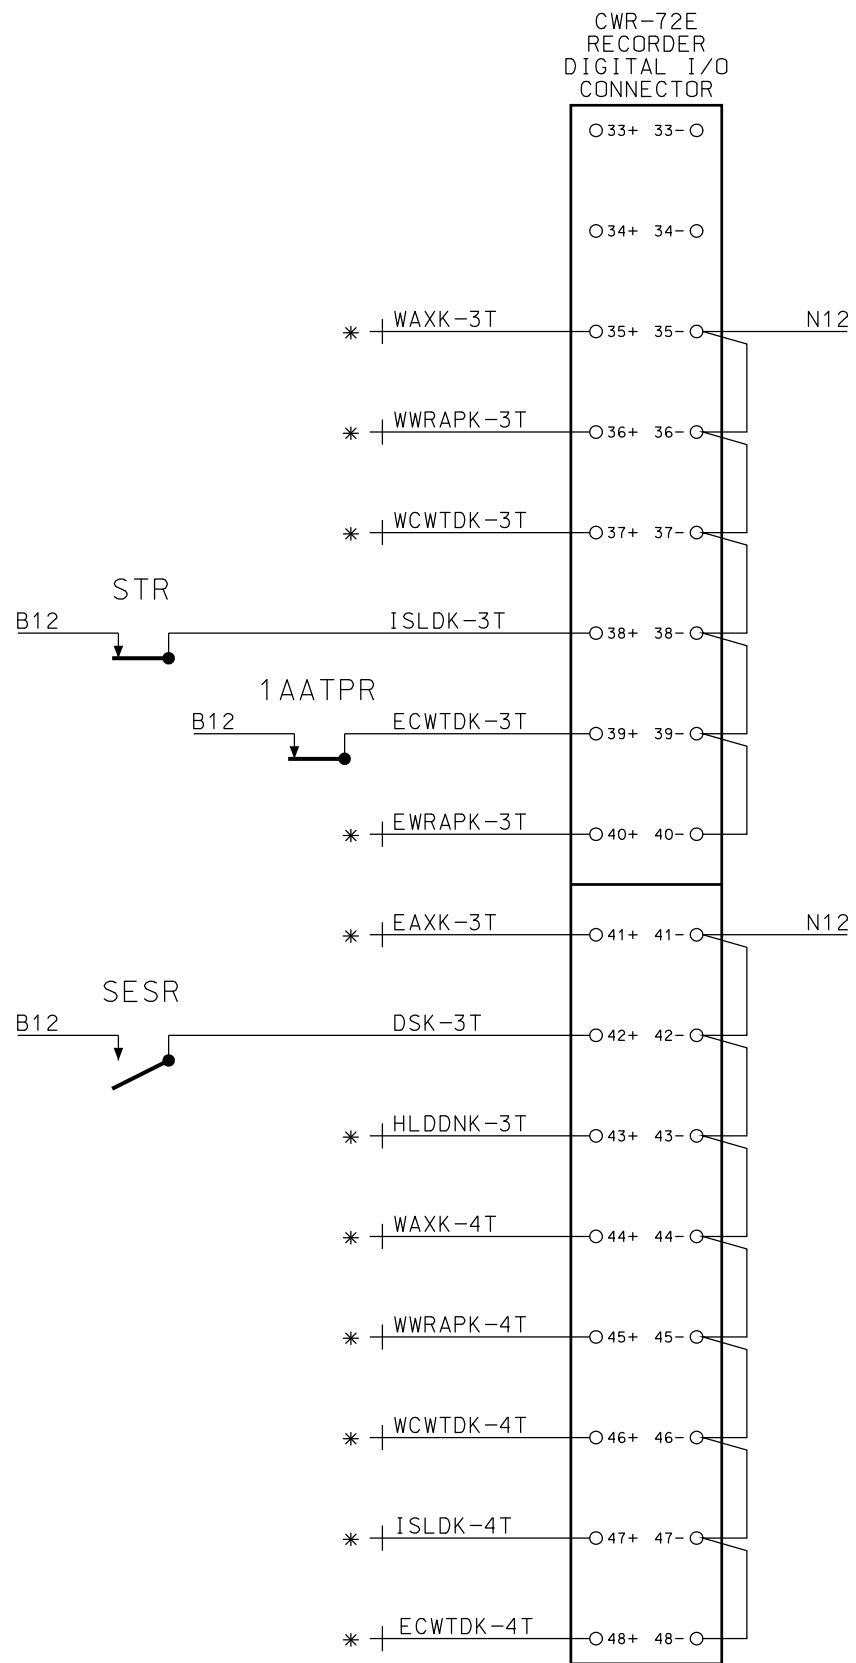 CWR-72E
RECORDER
DIGITAL I/O
CONNECTOR
33+ 33-
34+ 34-
* WAXK-3T 35+ 35- N12
* WWRAPK-3T 36+ 36-
* WCWTDK-3T 37+ 37-
STR
B12 ISLDK-3T 38+ 38-
1AATPR
B12 ECWTDK-3T 39+ 39-
* EWRAPK-3T 40+ 40-
* EAXK-3T 41+ 41- N12
SESR
B12 DSK-3T 42+ 42-
* HLDDNK-3T 43+ 43-
* WAXK-4T 44+ 44-
* WWRAPK-4T 45+ 45-
* WCWTDK-4T 46+ 46-
* ISLDK-4T 47+ 47-
* ECWTDK-4T 48+ 48-